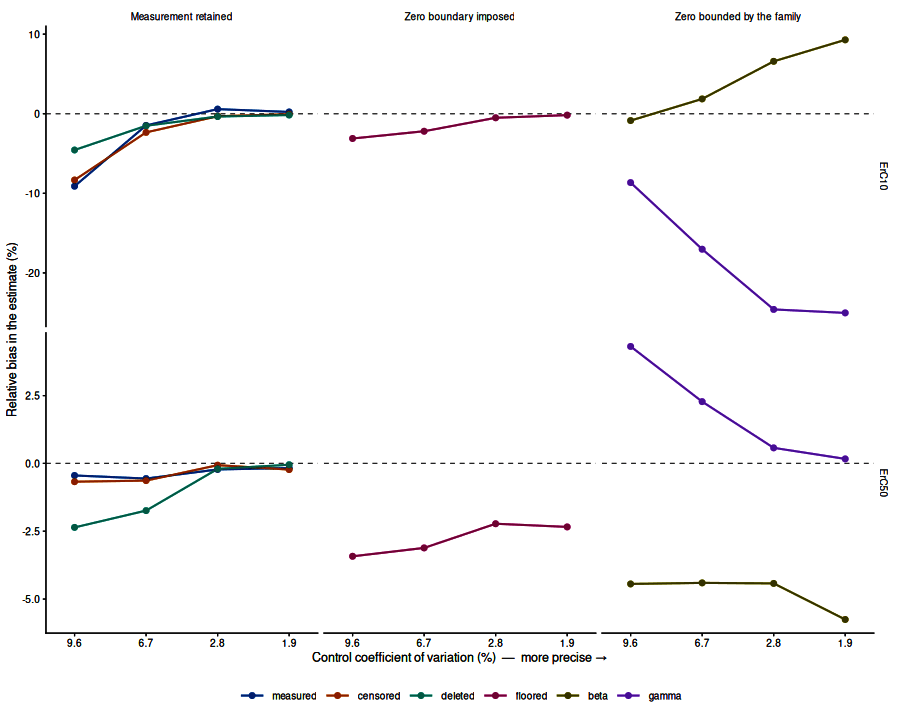 Measurement retained
Zero boundary imposed
Zero bounded by the family
10
0
-10
-20
ErC10
Relative bias in the estimate (%)
2.5
0.0
-2.5
-5.0
ErC50
9.6 6.7 2.8 1.9 9.6 6.7 2.8 1.9 9.6 6.7 2.8 1.9
Control coefficient of variation (%) — more precise →
measured censored deleted floored beta gamma